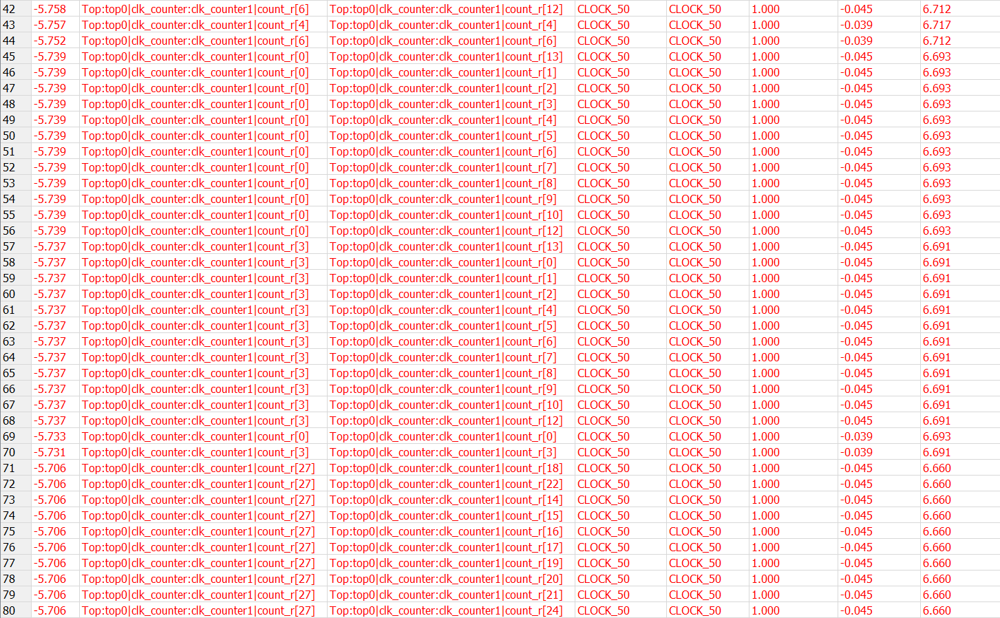 42 -5.758 Top:top0|clk_counter:clk_counter1|count_r[6] Top:top0|clk_counter:clk_counter1|count_r[12] CLOCK_50 CLOCK_50 1.000 -0.045 6.712
43 -5.757 Top:top0|clk_counter:clk_counter1|count_r[4] Top:top0|clk_counter:clk_counter1|count_r[4] CLOCK_50 CLOCK_50 1.000 -0.039 6.717
44 -5.752 Top:top0|clk_counter:clk_counter1|count_r[6] Top:top0|clk_counter:clk_counter1|count_r[6] CLOCK_50 CLOCK_50 1.000 -0.039 6.712
45 -5.739 Top:top0|clk_counter:clk_counter1|count_r[0] Top:top0|clk_counter:clk_counter1|count_r[13] CLOCK_50 CLOCK_50 1.000 -0.045 6.693
46 -5.739 Top:top0|clk_counter:clk_counter1|count_r[0] Top:top0|clk_counter:clk_counter1|count_r[1] CLOCK_50 CLOCK_50 1.000 -0.045 6.693
47 -5.739 Top:top0|clk_counter:clk_counter1|count_r[0] Top:top0|clk_counter:clk_counter1|count_r[2] CLOCK_50 CLOCK_50 1.000 -0.045 6.693
48 -5.739 Top:top0|clk_counter:clk_counter1|count_r[0] Top:top0|clk_counter:clk_counter1|count_r[3] CLOCK_50 CLOCK_50 1.000 -0.045 6.693
49 -5.739 Top:top0|clk_counter:clk_counter1|count_r[0] Top:top0|clk_counter:clk_counter1|count_r[4] CLOCK_50 CLOCK_50 1.000 -0.045 6.693
50 -5.739 Top:top0|clk_counter:clk_counter1|count_r[0] Top:top0|clk_counter:clk_counter1|count_r[5] CLOCK_50 CLOCK_50 1.000 -0.045 6.693
51 -5.739 Top:top0|clk_counter:clk_counter1|count_r[0] Top:top0|clk_counter:clk_counter1|count_r[6] CLOCK_50 CLOCK_50 1.000 -0.045 6.693
52 -5.739 Top:top0|clk_counter:clk_counter1|count_r[0] Top:top0|clk_counter:clk_counter1|count_r[7] CLOCK_50 CLOCK_50 1.000 -0.045 6.693
53 -5.739 Top:top0|clk_counter:clk_counter1|count_r[0] Top:top0|clk_counter:clk_counter1|count_r[8] CLOCK_50 CLOCK_50 1.000 -0.045 6.693
54 -5.739 Top:top0|clk_counter:clk_counter1|count_r[0] Top:top0|clk_counter:clk_counter1|count_r[9] CLOCK_50 CLOCK_50 1.000 -0.045 6.693
55 -5.739 Top:top0|clk_counter:clk_counter1|count_r[0] Top:top0|clk_counter:clk_counter1|count_r[10] CLOCK_50 CLOCK_50 1.000 -0.045 6.693
56 -5.739 Top:top0|clk_counter:clk_counter1|count_r[0] Top:top0|clk_counter:clk_counter1|count_r[12] CLOCK_50 CLOCK_50 1.000 -0.045 6.693
57 -5.737 Top:top0|clk_counter:clk_counter1|count_r[3] Top:top0|clk_counter:clk_counter1|count_r[13] CLOCK_50 CLOCK_50 1.000 -0.045 6.691
58 -5.737 Top:top0|clk_counter:clk_counter1|count_r[3] Top:top0|clk_counter:clk_counter1|count_r[0] CLOCK_50 CLOCK_50 1.000 -0.045 6.691
59 -5.737 Top:top0|clk_counter:clk_counter1|count_r[3] Top:top0|clk_counter:clk_counter1|count_r[1] CLOCK_50 CLOCK_50 1.000 -0.045 6.691
60 -5.737 Top:top0|clk_counter:clk_counter1|count_r[3] Top:top0|clk_counter:clk_counter1|count_r[2] CLOCK_50 CLOCK_50 1.000 -0.045 6.691
61 -5.737 Top:top0|clk_counter:clk_counter1|count_r[3] Top:top0|clk_counter:clk_counter1|count_r[4] CLOCK_50 CLOCK_50 1.000 -0.045 6.691
62 -5.737 Top:top0|clk_counter:clk_counter1|count_r[3] Top:top0|clk_counter:clk_counter1|count_r[5] CLOCK_50 CLOCK_50 1.000 -0.045 6.691
63 -5.737 Top:top0|clk_counter:clk_counter1|count_r[3] Top:top0|clk_counter:clk_counter1|count_r[6] CLOCK_50 CLOCK_50 1.000 -0.045 6.691
64 -5.737 Top:top0|clk_counter:clk_counter1|count_r[3] Top:top0|clk_counter:clk_counter1|count_r[7] CLOCK_50 CLOCK_50 1.000 -0.045 6.691
65 -5.737 Top:top0|clk_counter:clk_counter1|count_r[3] Top:top0|clk_counter:clk_counter1|count_r[8] CLOCK_50 CLOCK_50 1.000 -0.045 6.691
66 -5.737 Top:top0|clk_counter:clk_counter1|count_r[3] Top:top0|clk_counter:clk_counter1|count_r[9] CLOCK_50 CLOCK_50 1.000 -0.045 6.691
67 -5.737 Top:top0|clk_counter:clk_counter1|count_r[3] Top:top0|clk_counter:clk_counter1|count_r[10] CLOCK_50 CLOCK_50 1.000 -0.045 6.691
68 -5.737 Top:top0|clk_counter:clk_counter1|count_r[3] Top:top0|clk_counter:clk_counter1|count_r[12] CLOCK_50 CLOCK_50 1.000 -0.045 6.691
69 -5.733 Top:top0|clk_counter:clk_counter1|count_r[0] Top:top0|clk_counter:clk_counter1|count_r[0] CLOCK_50 CLOCK_50 1.000 -0.039 6.693
70 -5.731 Top:top0|clk_counter:clk_counter1|count_r[3] Top:top0|clk_counter:clk_counter1|count_r[3] CLOCK_50 CLOCK_50 1.000 -0.039 6.691
71 -5.706 Top:top0|clk_counter:clk_counter1|count_r[27] Top:top0|clk_counter:clk_counter1|count_r[18] CLOCK_50 CLOCK_50 1.000 -0.045 6.660
72 -5.706 Top:top0|clk_counter:clk_counter1|count_r[27] Top:top0|clk_counter:clk_counter1|count_r[22] CLOCK_50 CLOCK_50 1.000 -0.045 6.660
73 -5.706 Top:top0|clk_counter:clk_counter1|count_r[27] Top:top0|clk_counter:clk_counter1|count_r[14] CLOCK_50 CLOCK_50 1.000 -0.045 6.660
74 -5.706 Top:top0|clk_counter:clk_counter1|count_r[27] Top:top0|clk_counter:clk_counter1|count_r[15] CLOCK_50 CLOCK_50 1.000 -0.045 6.660
75 -5.706 Top:top0|clk_counter:clk_counter1|count_r[27] Top:top0|clk_counter:clk_counter1|count_r[16] CLOCK_50 CLOCK_50 1.000 -0.045 6.660
76 -5.706 Top:top0|clk_counter:clk_counter1|count_r[27] Top:top0|clk_counter:clk_counter1|count_r[17] CLOCK_50 CLOCK_50 1.000 -0.045 6.660
77 -5.706 Top:top0|clk_counter:clk_counter1|count_r[27] Top:top0|clk_counter:clk_counter1|count_r[19] CLOCK_50 CLOCK_50 1.000 -0.045 6.660
78 -5.706 Top:top0|clk_counter:clk_counter1|count_r[27] Top:top0|clk_counter:clk_counter1|count_r[20] CLOCK_50 CLOCK_50 1.000 -0.045 6.660
79 -5.706 Top:top0|clk_counter:clk_counter1|count_r[27] Top:top0|clk_counter:clk_counter1|count_r[21] CLOCK_50 CLOCK_50 1.000 -0.045 6.660
80 -5.706 Top:top0|clk_counter:clk_counter1|count_r[27] Top:top0|clk_counter:clk_counter1|count_r[24] CLOCK_50 CLOCK_50 1.000 -0.045 6.660